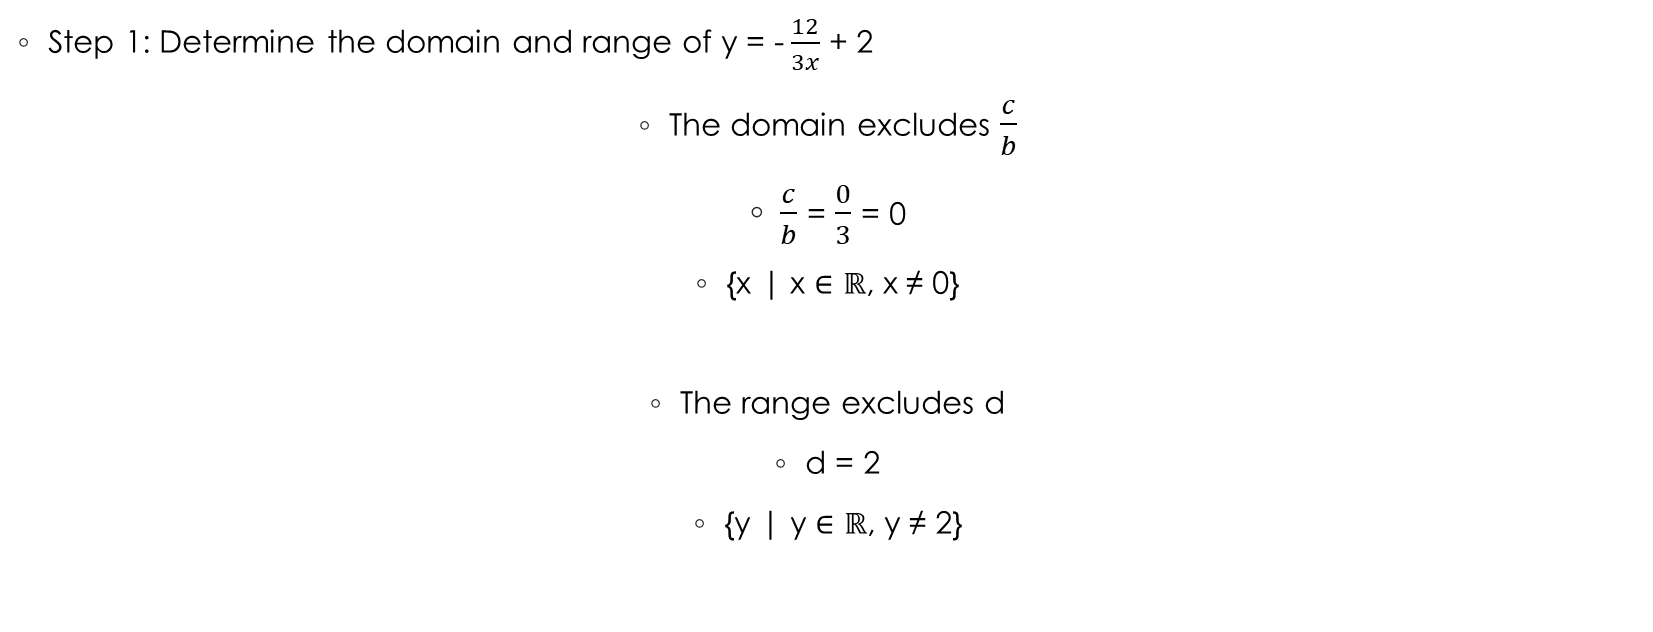 ◦ Step 1: Determine the domain and range of y = -12/3x + 2
◦ The domain excludes c/b
◦ c/b = 0/3 = 0
◦ {x | x ∈ ℝ, x ≠ 0}
◦ The range excludes d
◦ d = 2
◦ {y | y ∈ ℝ, y ≠ 2}